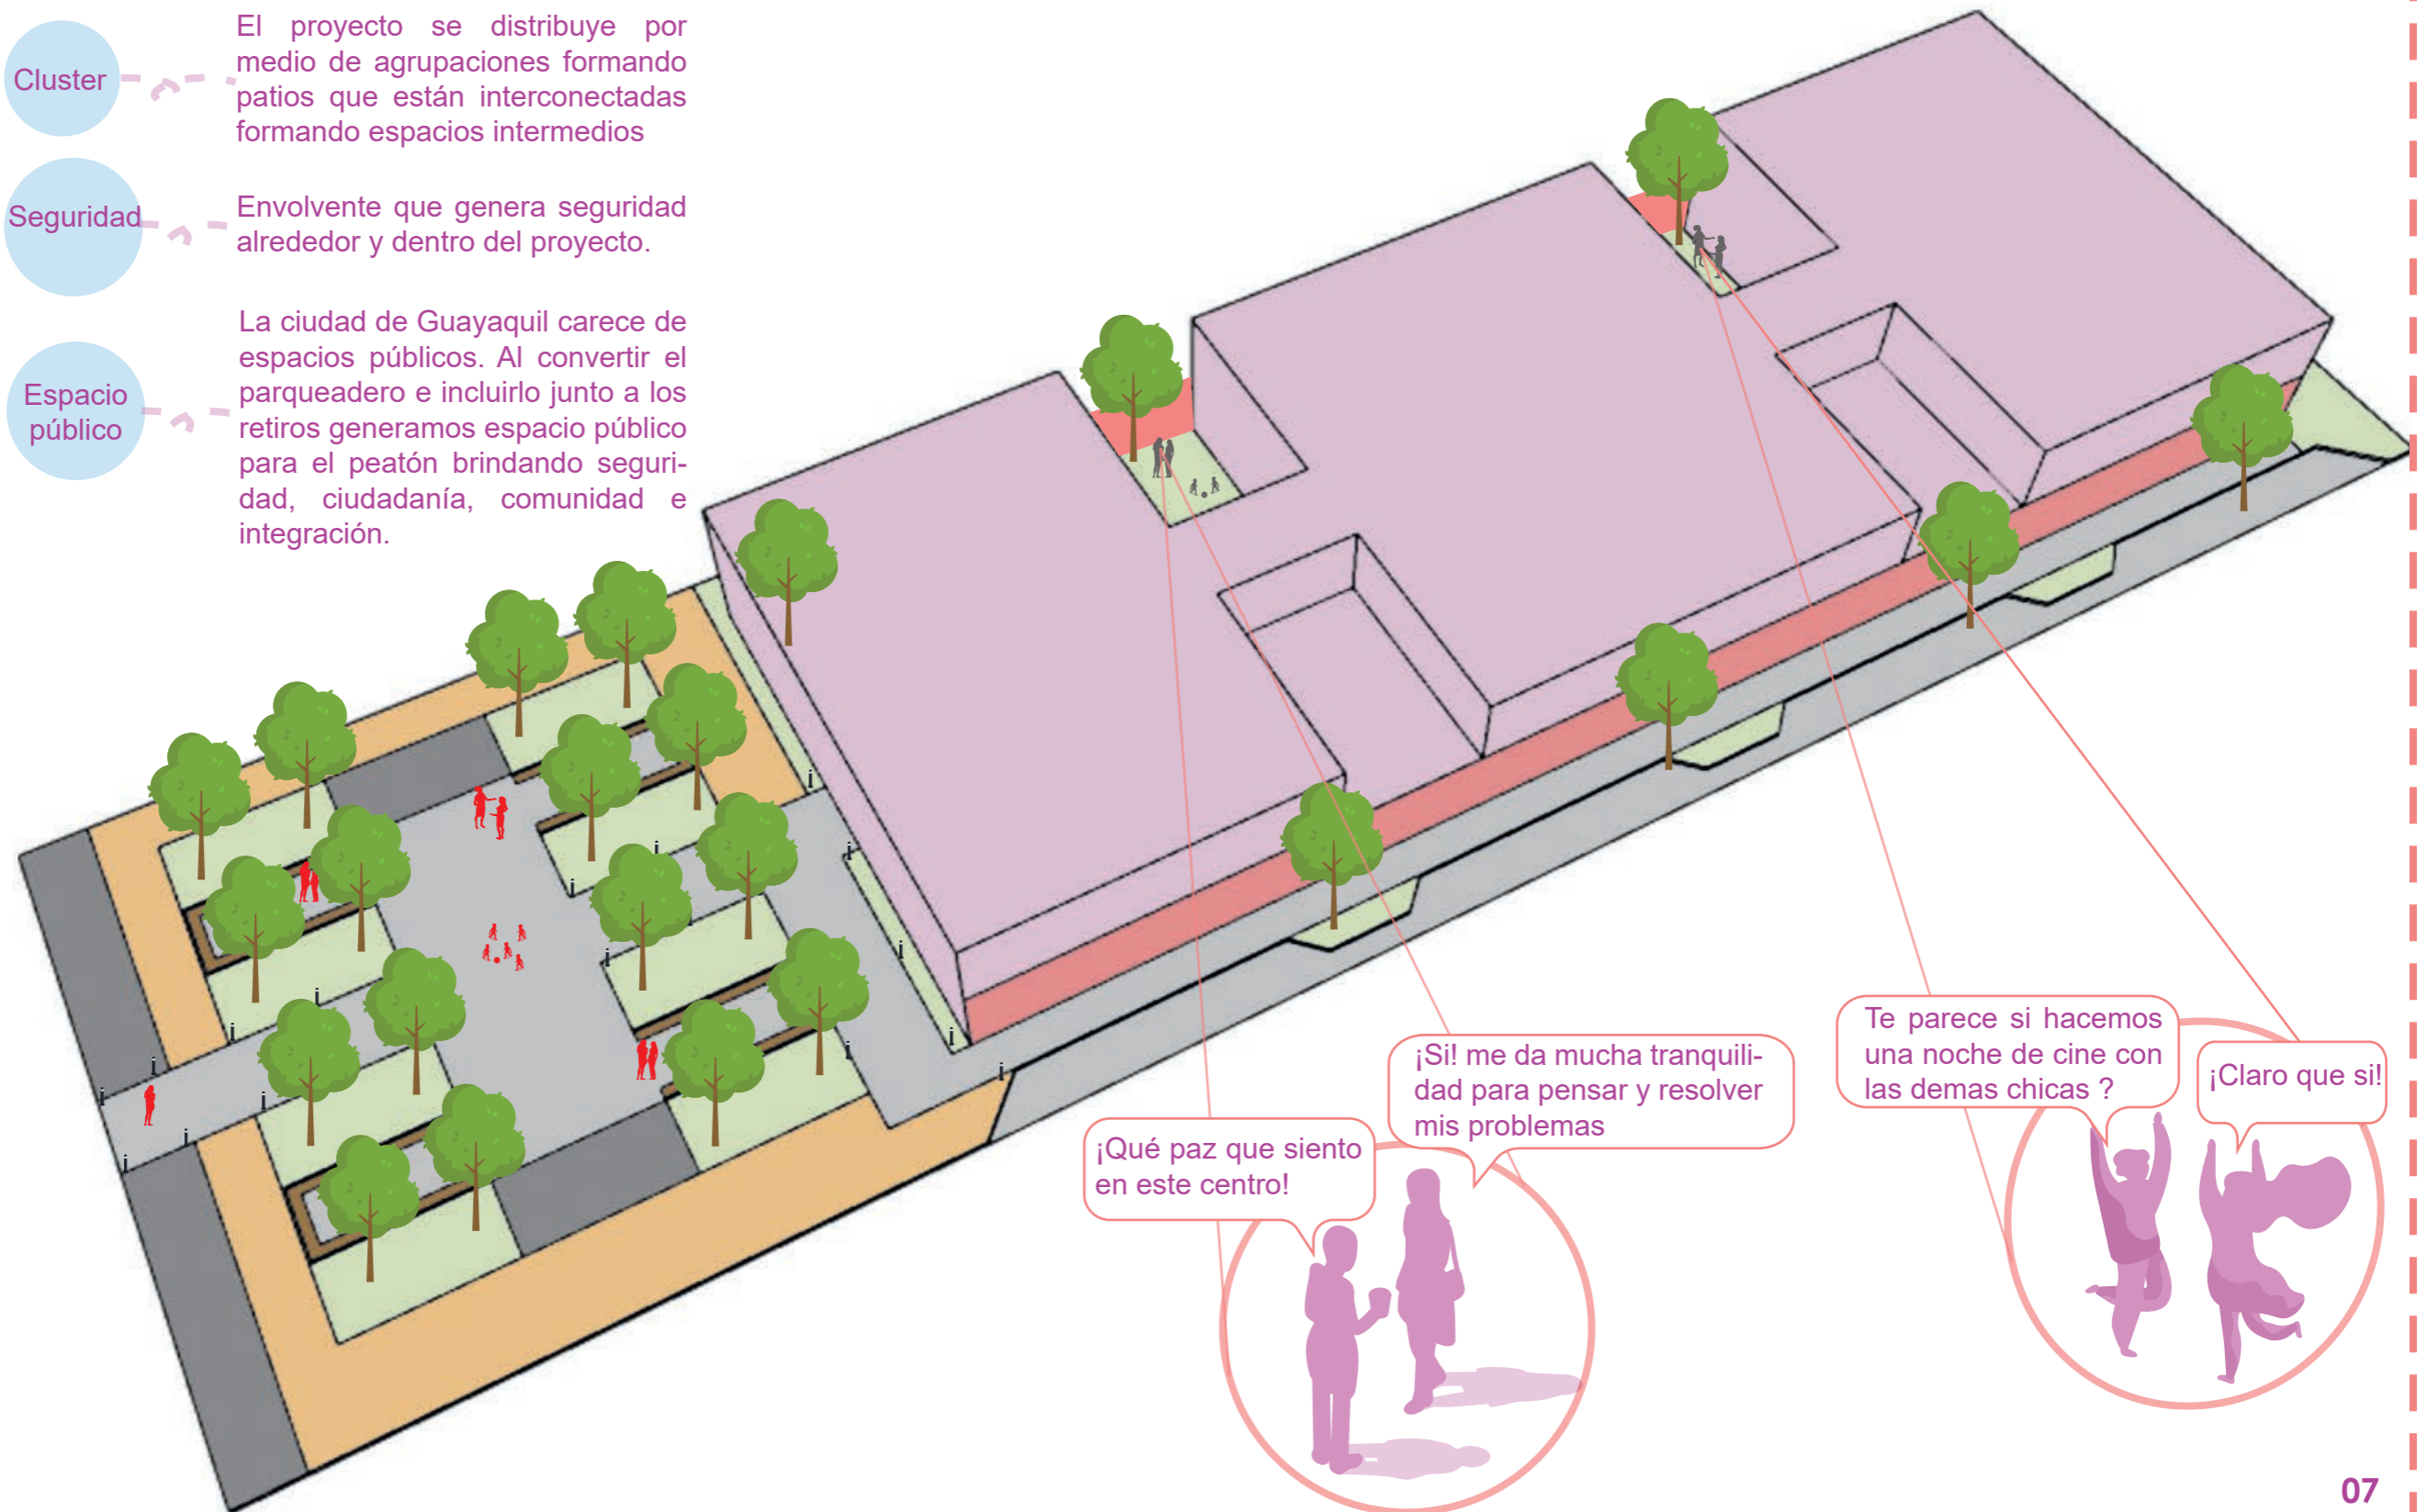 Cluster
El proyecto se distribuye por
medio de agrupaciones formando
patios que están interconectadas
formando espacios intermedios
Seguridad
Envolvente que genera seguridad
alrededor y dentro del proyecto.
Espacio
público
La ciudad de Guayaquil carece de
espacios públicos. Al convertir el
parqueadero e incluirlo junto a los
retiros generamos espacio público
para el peatón brindando seguri-
dad, ciudadanía, comunidad e
integración.
¡Qué paz que siento
en este centro!
¡Si! me da mucha tranquili-
dad para pensar y resolver
mis problemas
Te parece si hacemos
una noche de cine con
las demas chicas ?
¡Claro que si!
07